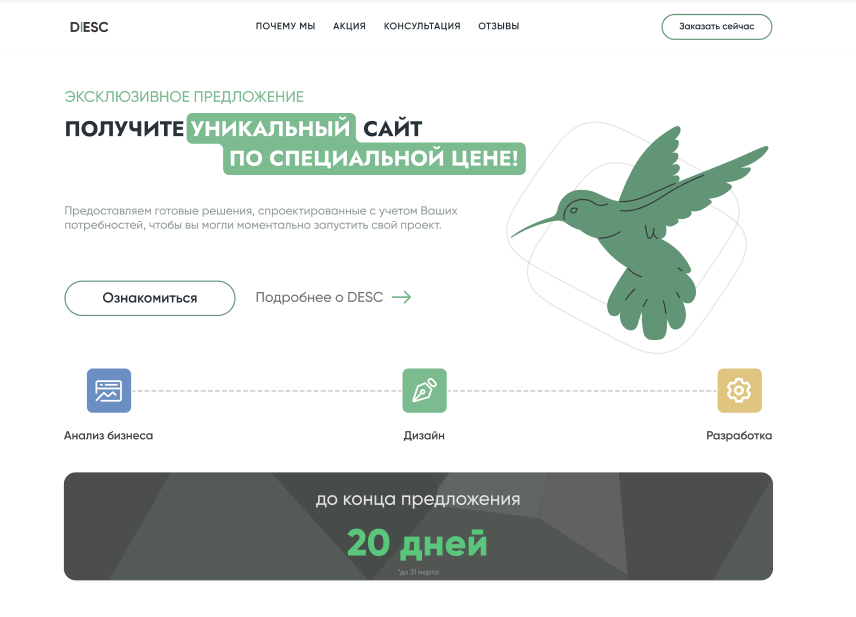 DESC
ПОЧЕМУ МЫ
АКЦИЯ
КОНСУЛЬТАЦИЯ
ОТЗЫВЫ
Заказать сейчас
ЭКСКЛЮЗИВНОЕ ПРЕДЛОЖЕНИЕ
ПОЛУЧИТЕ УНИКАЛЬНЫЙ САЙТ
ПО СПЕЦИАЛЬНОЙ ЦЕНЕ!
Предоставляем готовые решения, спроектированные с учетом Ваших
потребностей, чтобы вы могли моментально запустить свой проект.
Ознакомиться
Подробнее о DESC
Анализ бизнеса
Дизайн
Разработка
до конца предложения
20 дней
*до 31 марта